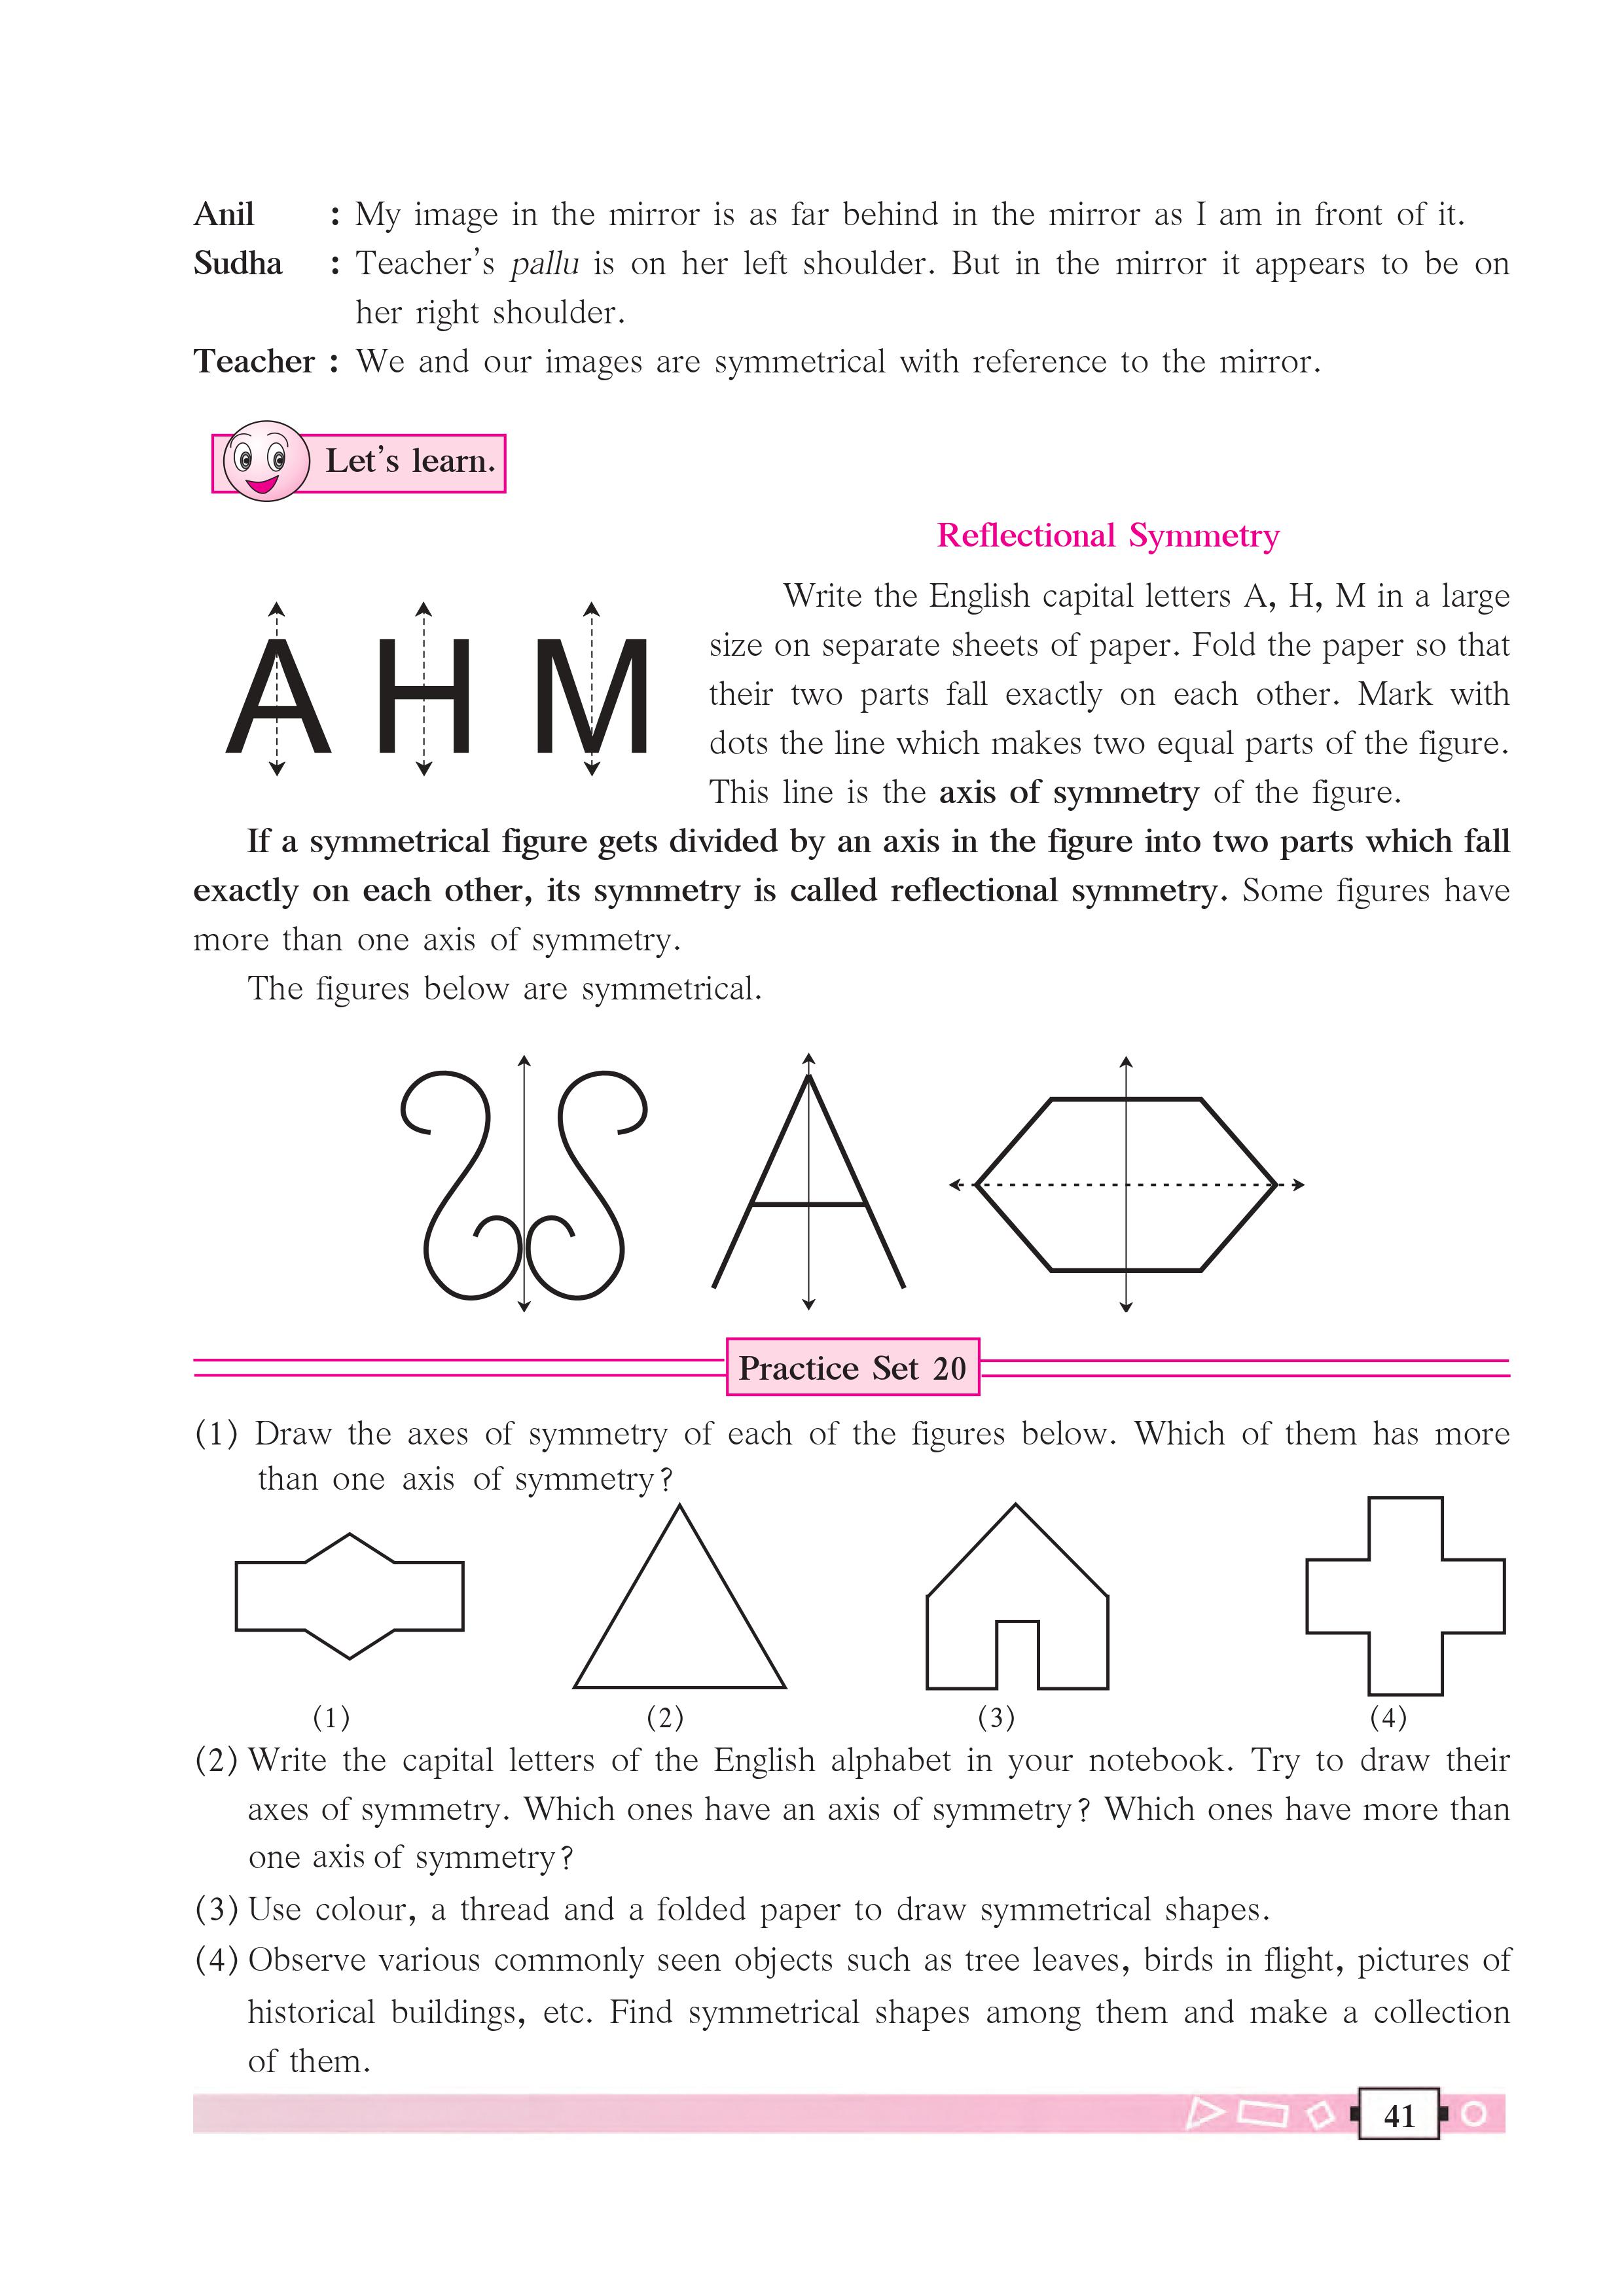 Anil : My image in the mirror is as far behind in the mirror as I am in front of it.
Sudha : Teacher's pallu is on her left shoulder. But in the mirror it appears to be on
her right shoulder.
Teacher : We and our images are symmetrical with reference to the mirror.
Let's learn.
Reflectional Symmetry
A H M
Write the English capital letters A, H, M in a large
size on separate sheets of paper. Fold the paper so that
their two parts fall exactly on each other. Mark with
dots the line which makes two equal parts of the figure.
This line is the axis of symmetry of the figure.
If a symmetrical figure gets divided by an axis in the figure into two parts which fall
exactly on each other, its symmetry is called reflectional symmetry. Some figures have
more than one axis of symmetry.
The figures below are symmetrical.
Practice Set 20
(1) Draw the axes of symmetry of each of the figures below. Which of them has more
than one axis of symmetry?
(1) (2) (3) (4)
(2) Write the capital letters of the English alphabet in your notebook. Try to draw their
axes of symmetry. Which ones have an axis of symmetry? Which ones have more than
one axis of symmetry?
(3) Use colour, a thread and a folded paper to draw symmetrical shapes.
(4) Observe various commonly seen objects such as tree leaves, birds in flight, pictures of
historical buildings, etc. Find symmetrical shapes among them and make a collection
of them.
41